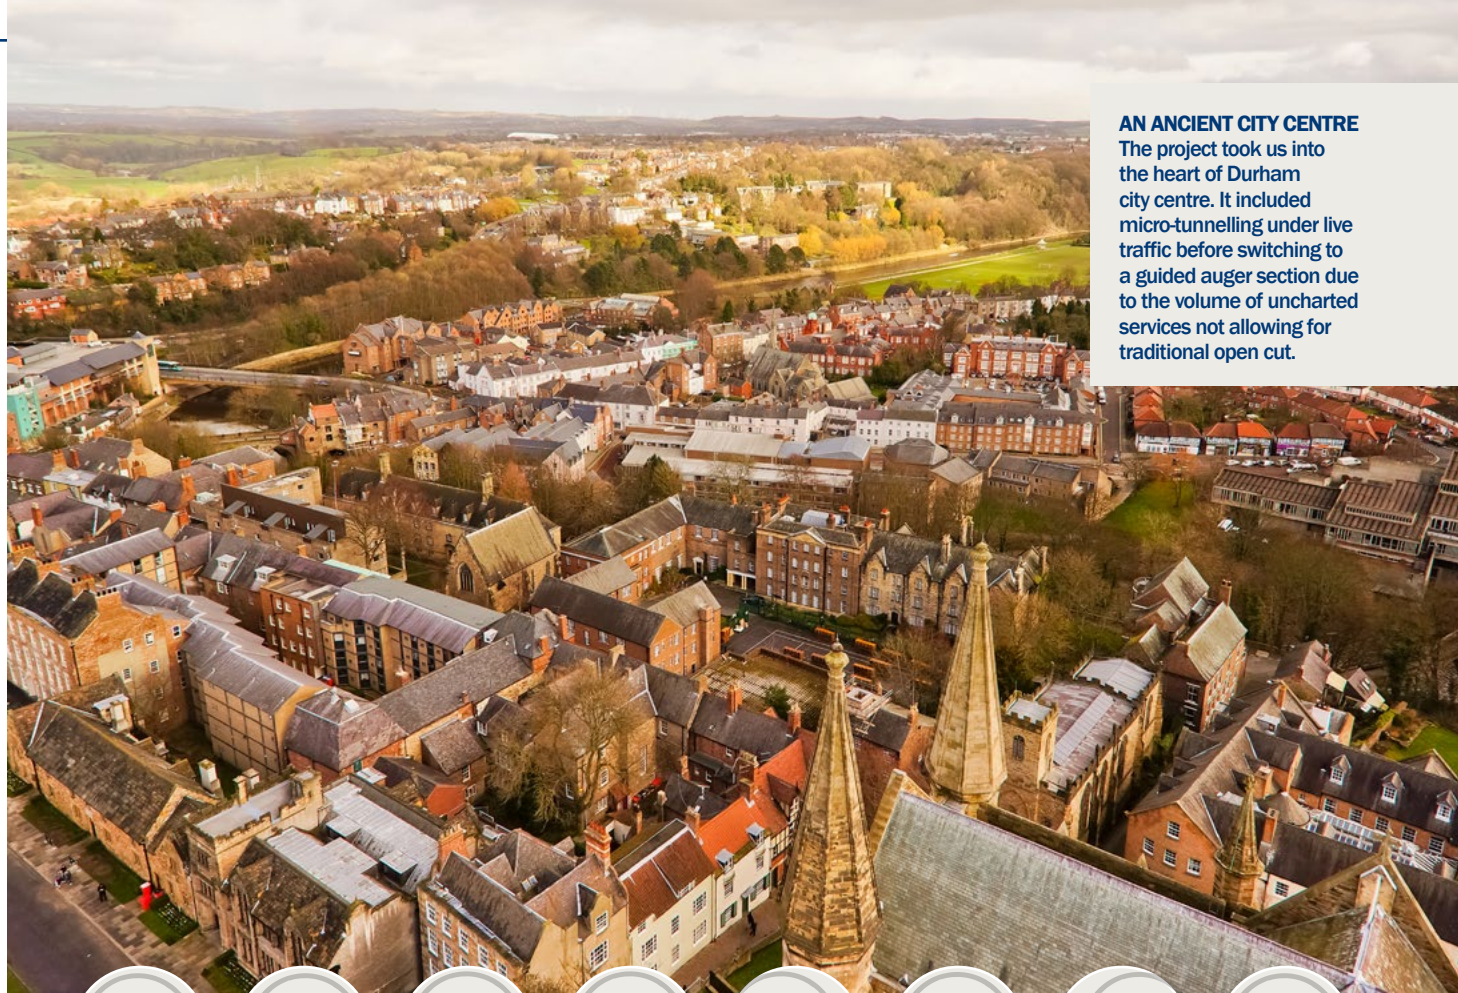 AN ANCIENT CITY CENTRE
The project took us into
the heart of Durham
city centre. It included
micro-tunnelling under live
traffic before switching to
a guided auger section due
to the volume of uncharted
services not allowing for
traditional open cut.